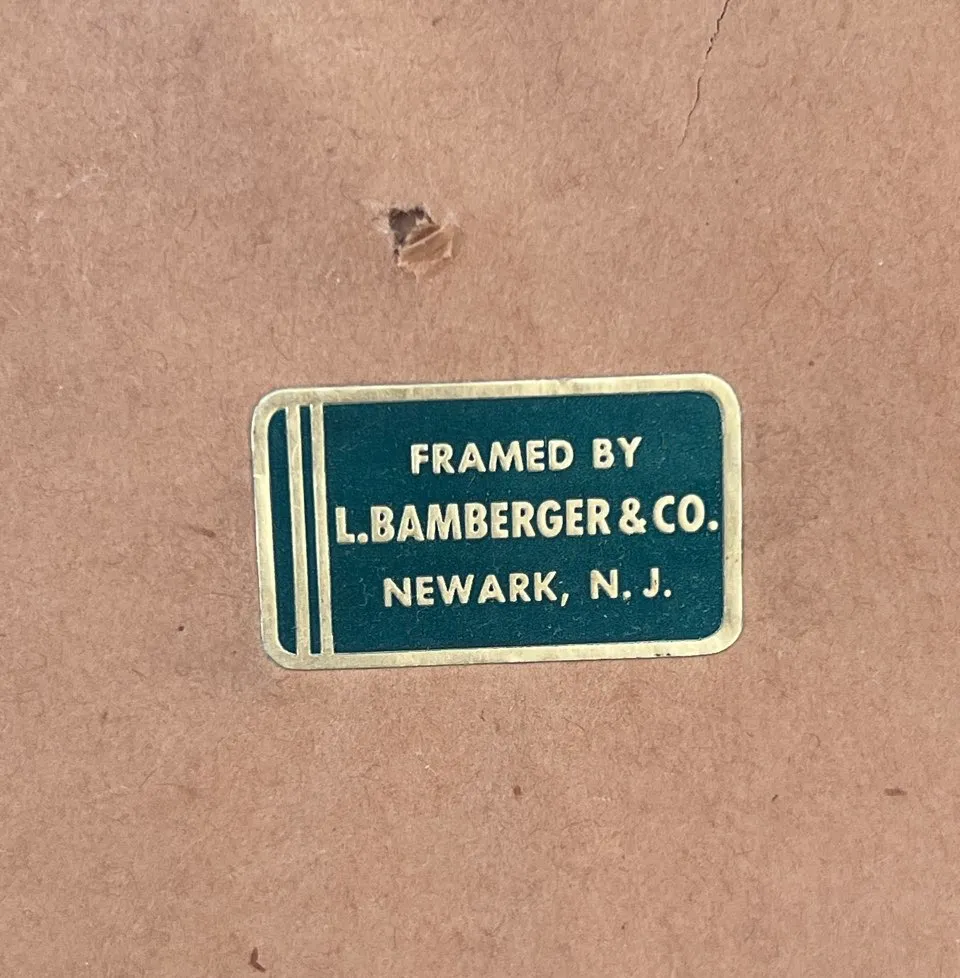 FRAMED BY
L.BAMBERGER & CO.
NEWARK, N. J.